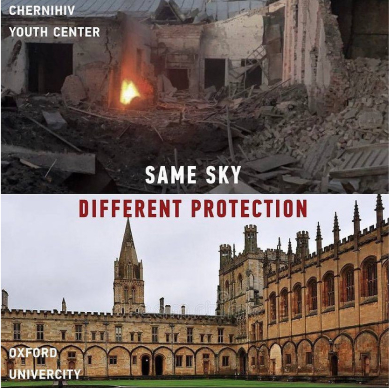 CHERNIHIV
YOUTH CENTER
SAME SKY
DIFFERENT PROTECTION
OXFORD
UNIVERCITY